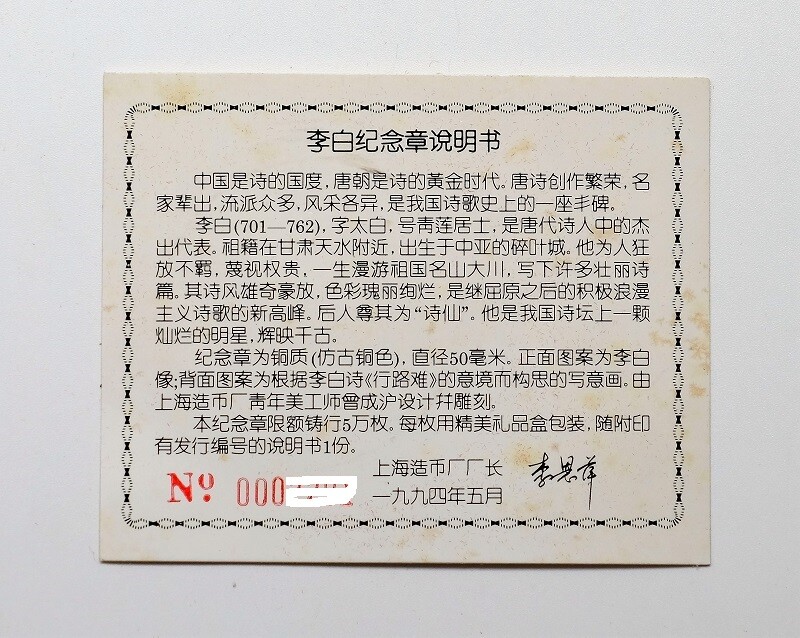 李白纪念章说明书
中国是诗的国度，唐朝是诗的黄金时代。唐诗创作繁荣，名
家辈出，流派众多，风采各异，是我国诗歌史上的一座丰碑。
李白(701—762)，字太白，号青莲居士，是唐代诗人中的杰
出代表。祖籍在甘肃天水附近，出生于中亚的碎叶城。他为人狂
放不羁，蔑视权贵，一生漫游祖国名山大川，写下许多壮丽诗
篇。其诗风雄奇豪放，色彩瑰丽绚烂，是继屈原之后的积极浪漫
主义诗歌的新高峰。后人尊其为“诗仙”。他是我国诗坛上一颗
灿烂的明星，辉映千古。
纪念章为铜质(仿古铜色)，直径50毫米。正面图案为李白
像;背面图案为根据李白诗《行路难》的意境而构思的写意画。由
上海造币厂青年美工师曾成沪设计并雕刻。
本纪念章限额铸行5万枚。每枚用精美礼品盒包装，随附印
有发行编号的说明书1份。
上海造币厂厂长
Nº 000
一九九四年五月